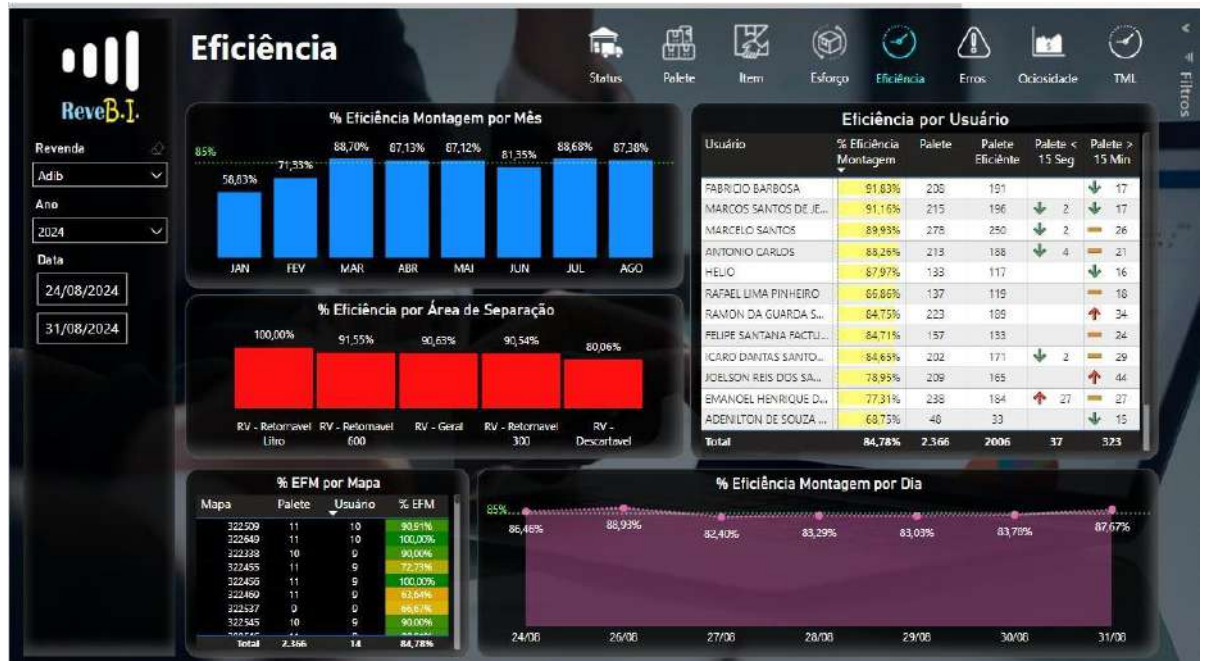 Eficiência
Status
Palete
Item
Esforço
Eficiência
Erros
Ociosidade
TML
Filtros
ReveB.I.
Revenda
Adib
Ano
2024
Data
24/08/2024
31/08/2024
% Eficiência Montagem por Mês
85%
58,83% 71,33% 88,70% 87,13% 87,12% 81,35% 88,68% 87,38%
JAN FEV MAR ABR MAI JUN JUL AGO
% Eficiência por Área de Separação
100,00% 91,55% 90,63% 90,54% 80,06%
RV - Retornavel Litro
RV - Retornavel 600
RV - Geral
RV - Retornavel 300
RV - Descartavel
Eficiência por Usuário
Usuário % Eficiência Montagem Palete Palete Eficiênte Palete < 15 Seg Palete > 15 Min
FABRICIO BARBOSA 91,83% 208 191 17
MARCOS SANTOS DE JE... 91,16% 215 196 2 17
MARCELO SANTOS 89,93% 278 250 2 26
ANTONIO CARLOS 88,26% 213 188 4 21
HELIO 87,97% 133 117 16
RAFAEL LIMA PINHEIRO 86,86% 137 119 18
RAMON DA GUARDA S... 84,75% 223 189 34
FELIPE SANTANA FACTU... 84,71% 157 133 24
ICARO DANTAS SANTO... 84,65% 202 171 2 29
JOELSON REIS DOS SA... 78,95% 209 165 44
EMANOEL HENRIQUE D... 77,31% 238 184 27 27
ADENILTON DE SOUZA ... 68,75% 48 33 15
Total 84,78% 2.366 2006 37 323
% EFM por Mapa
Mapa Palete Usuário % EFM
322509 11 10 90,91%
322649 11 10 100,00%
322338 10 9 90,00%
322455 11 9 72,73%
322456 11 9 100,00%
322460 11 9 63,64%
322537 9 9 66,67%
322545 10 9 90,00%
Total 2.366 14 84,78%
% Eficiência Montagem por Dia
85%
86,46% 88,93% 82,40% 83,29% 83,03% 83,78% 87,67%
24/08 26/08 27/08 28/08 29/08 30/08 31/08